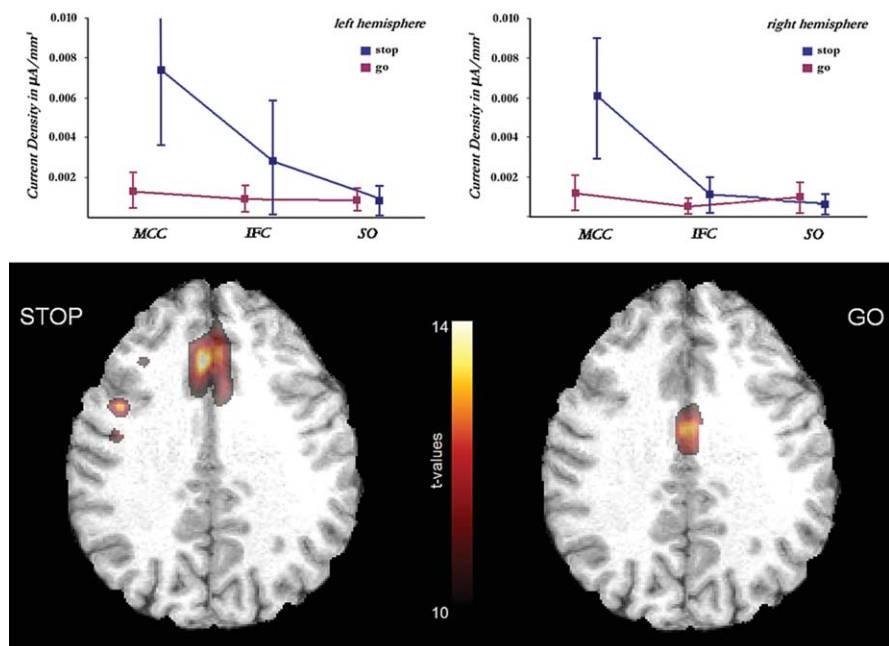 0.010
0.008
0.006
0.004
0.002
Current Density in μA/mm¹
left hemisphere
stop
go
MCC
IFC
SO
0.010
0.008
0.006
0.004
0.002
Current Density in μA/mm¹
right hemisphere
stop
go
MCC
IFC
SO
STOP
14
t-values
10
GO